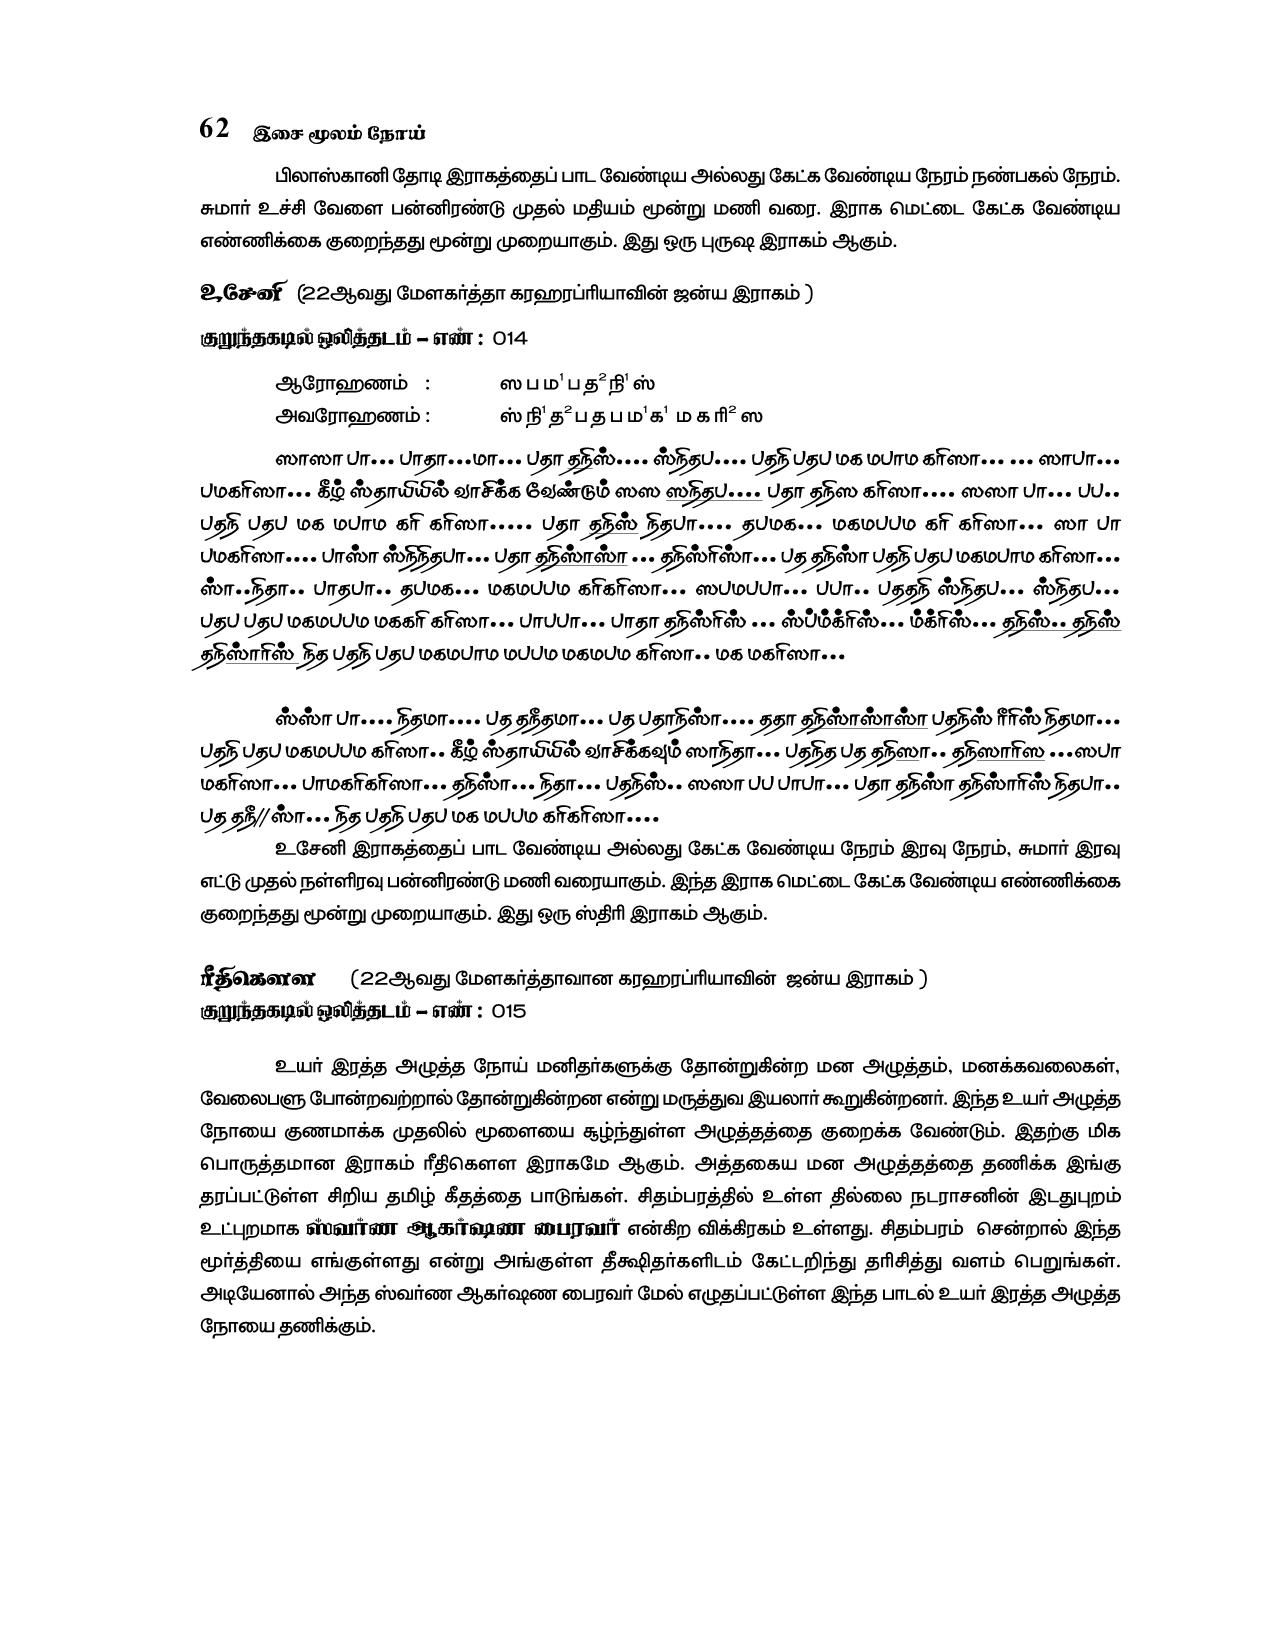 62 இசை மூலம் நோய்
பிலாஸ்கானி தோடி இராகத்தைப் பாட வேண்டிய அல்லது கேட்க வேண்டிய நேரம் நண்பகல் நேரம்.
சுமார் உச்சி வேளை பன்னிரண்டு முதல் மதியம் மூன்று மணி வரை. இராக மெட்டை கேட்க வேண்டிய
எண்ணிக்கை குறைந்தது மூன்று முறையாகும். இது ஒரு புருஷ இராகம் ஆகும்.
உசேனி (22ஆவது மேளகர்த்தா கரஹரப்ரியாவின் ஜன்ய இராகம் )
குறுந்தகடில் ஒலித்தடம் – எண் : 014
ஆரோஹணம் : ஸ ப ம¹ ப த² நி¹ ஸ்
அவரோஹணம் : ஸ் நி¹ த² ப த ப ம¹ க¹ ம க ரி² ஸ
ஸாஸா பா... பாதா...மா... பதா தநிஸ்.... ஸ்நிதப.... பதநி பதப மக மபாம கரிஸா... ... ஸாபா...
பமகரிஸா... கீழ் ஸ்தாயியில் வாசிக்க வேண்டும் ஸஸ ஸநிதப.... பதா தநிஸ கரிஸா.... ஸஸா பா... பப..
பதநி பதப மக மபாம கரி கரிஸா..... பதா தநிஸ் நிதபா.... தபமக... மகமபபம கரி கரிஸா... ஸா பா
பமகரிஸா.... பாஸ்ா ஸ்நிநிதபா... பதா தநிஸ்ாஸ்ா ... தநிஸ்ரிஸ்ா... பத தநிஸ்ா பதநி பதப மகமபாம கரிஸா...
ஸ்ா..நிதா.. பாதபா.. தபமக... மகமபபம கரிகரிஸா... ஸபமபபா... பபா.. பததநி ஸ்நிதப... ஸ்நிதப...
பதப பதப மகமபபம மககரி கரிஸா... பாபபா... பாதா தநிஸ்ரிஸ் ... ஸ்ப்ம்க்ரிஸ்... ம்க்ரிஸ்... தநிஸ்.. தநிஸ்
தநிஸ்ாரிஸ் நித பதநி பதப மகமபாம மபபம மகமபம கரிஸா.. மக மகரிஸா...
ஸ்ஸ்ா பா.... நிதமா.... பத தநீதமா... பத பதாநிஸ்ா.... ததா தநிஸ்ாஸ்ாஸ்ா பதநிஸ் ரீரிஸ் நிதமா...
பதநி பதப மகமபபம கரிஸா.. கீழ் ஸ்தாயியில் வாசிக்கவும் ஸாநிதா... பதநித பத தநிஸா.. தநிஸாரிஸ ...ஸபா
மகரிஸா... பாமகரிகரிஸா... தநிஸ்ா... நிதா... பதநிஸ்.. ஸஸா பப பாபா... பதா தநிஸ்ா தநிஸ்ாரிஸ் நிதபா..
பத தநீ//ஸ்ா... நித பதநி பதப மக மபபம கரிகரிஸா....
உசேனி இராகத்தைப் பாட வேண்டிய அல்லது கேட்க வேண்டிய நேரம் இரவு நேரம், சுமார் இரவு
எட்டு முதல் நள்ளிரவு பன்னிரண்டு மணி வரையாகும். இந்த இராக மெட்டை கேட்க வேண்டிய எண்ணிக்கை
குறைந்தது மூன்று முறையாகும். இது ஒரு ஸ்திரி இராகம் ஆகும்.
ரீதிகௌள (22ஆவது மேளகர்த்தாவான கரஹரப்ரியாவின் ஜன்ய இராகம் )
குறுந்தகடில் ஒலித்தடம் – எண் : 015
உயர் இரத்த அழுத்த நோய் மனிதர்களுக்கு தோன்றுகின்ற மன அழுத்தம், மனக்கவலைகள்,
வேலைபளு போன்றவற்றால் தோன்றுகின்றன என்று மருத்துவ இயலார் கூறுகின்றனர். இந்த உயர் அழுத்த
நோயை குணமாக்க முதலில் மூளையை சூழ்ந்துள்ள அழுத்தத்தை குறைக்க வேண்டும். இதற்கு மிக
பொருத்தமான இராகம் ரீதிகௌள இராகமே ஆகும். அத்தகைய மன அழுத்தத்தை தணிக்க இங்கு
தரப்பட்டுள்ள சிறிய தமிழ் கீதத்தை பாடுங்கள். சிதம்பரத்தில் உள்ள தில்லை நடராசனின் இடதுபுறம்
உட்புறமாக ஸ்வர்ண ஆகர்ஷண பைரவர் என்கிற விக்கிரகம் உள்ளது. சிதம்பரம் சென்றால் இந்த
மூர்த்தியை எங்குள்ளது என்று அங்குள்ள தீக்ஷிதர்களிடம் கேட்டறிந்து தரிசித்து வளம் பெறுங்கள்.
அடியேனால் அந்த ஸ்வர்ண ஆகர்ஷண பைரவர் மேல் எழுதப்பட்டுள்ள இந்த பாடல் உயர் இரத்த அழுத்த
நோயை தணிக்கும்.